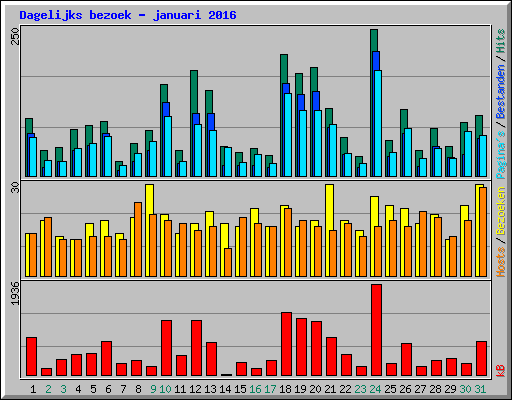 Dagelijks bezoek - januari 2016
250
30
1936
Hosts / Bezoeken Pagina's / Bestanden / Hits
kB
1 2 3 4 5 6 7 8 9 10 11 12 13 14 15 16 17 18 19 20 21 22 23 24 25 26 27 28 29 30 31